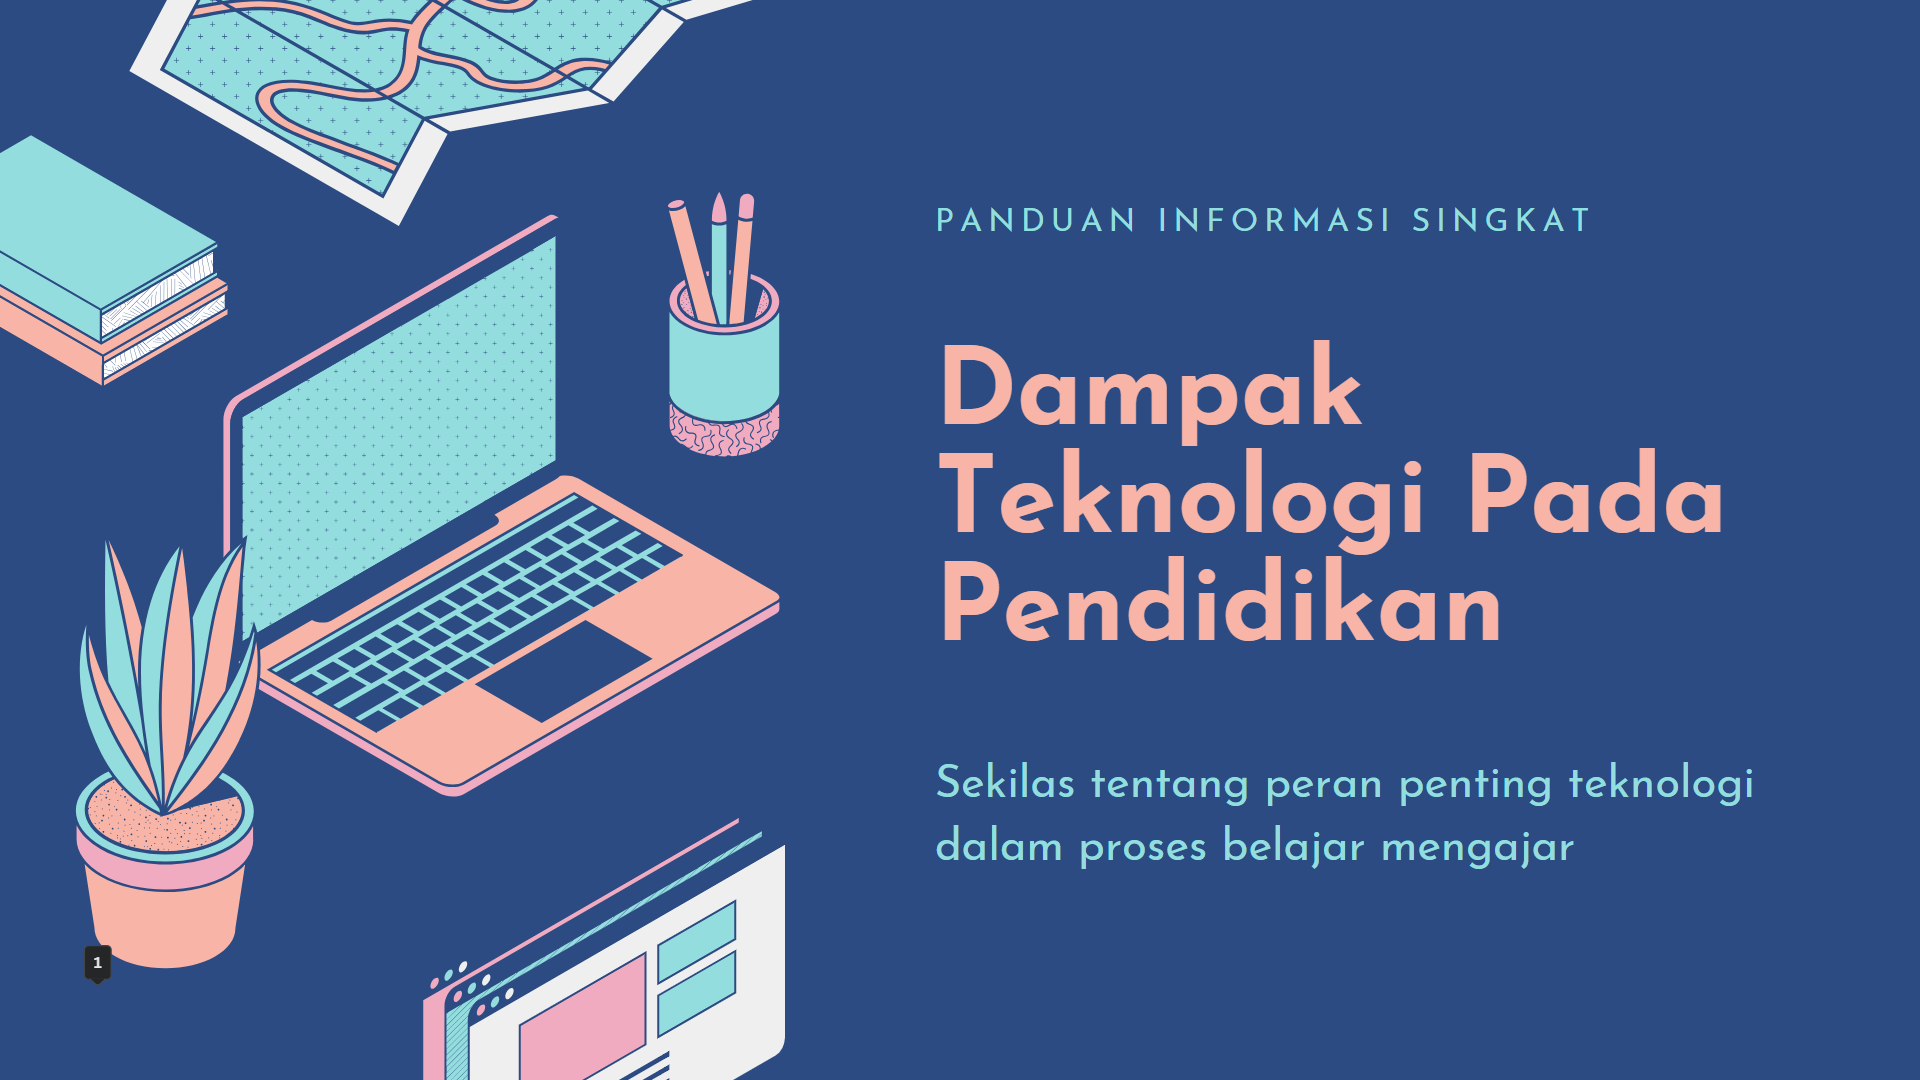 PANDUAN INFORMASI SINGKAT
Dampak
Teknologi Pada
Pendidikan
Sekilas tentang peran penting teknologi
dalam proses belajar mengajar
1